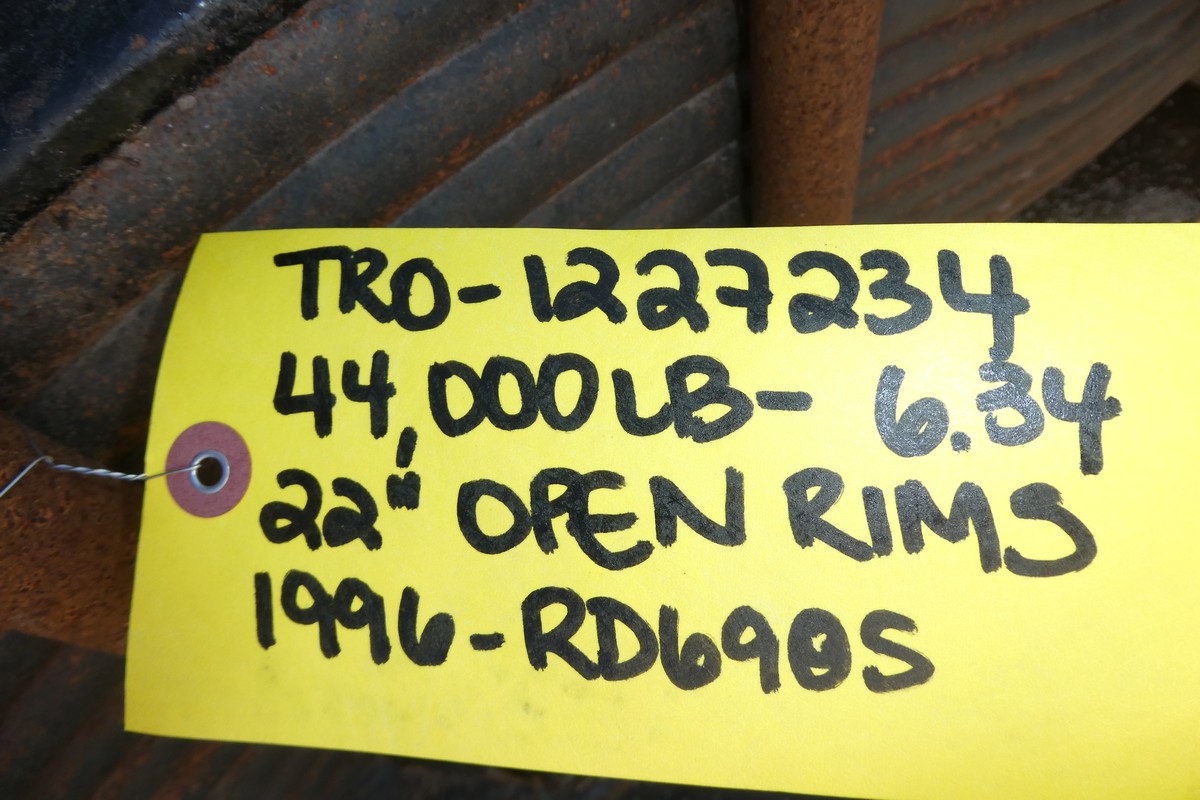 TRO-1227234
44,000LB- 6.34
22" OPEN RIMS
1996-RD690S